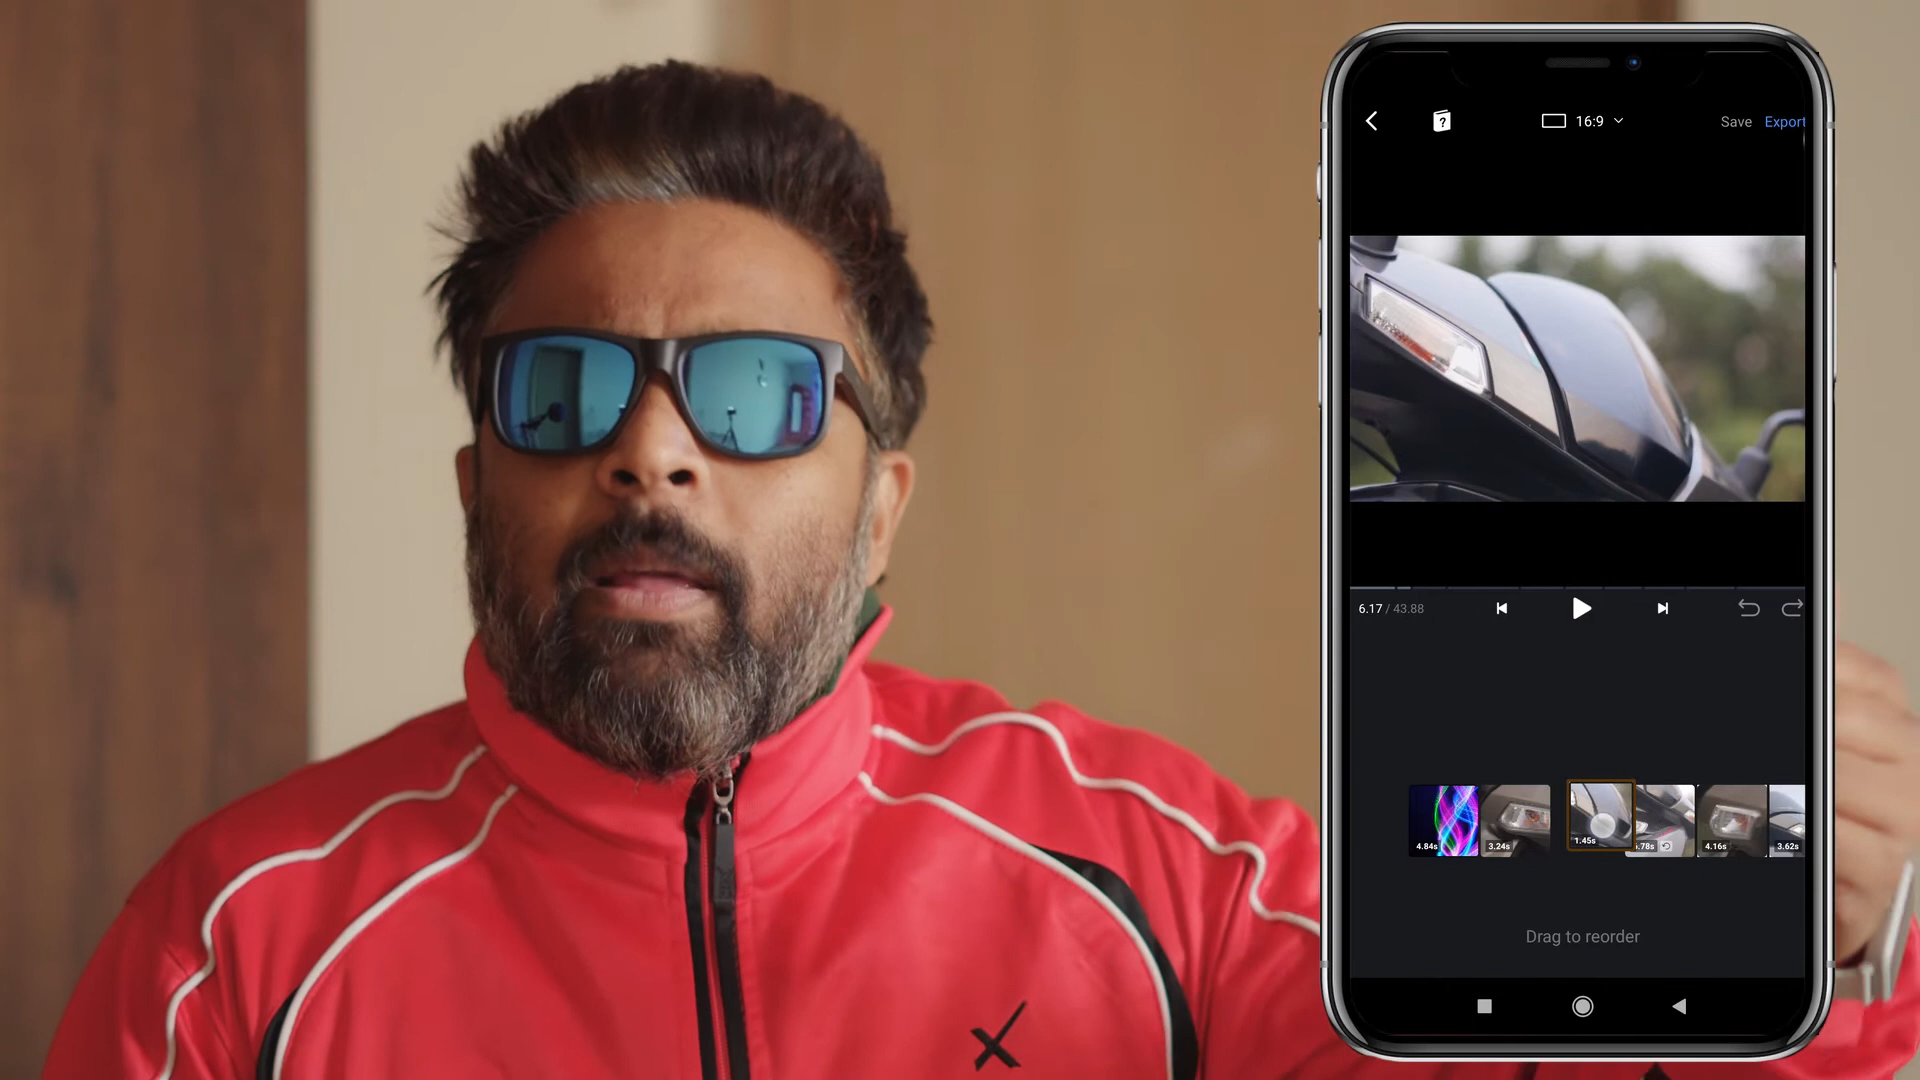 16:9
Save Export
6.17 / 43.88
4.84s
3.24s
1.45s
.78s
4.16s
3.62s
Drag to reorder